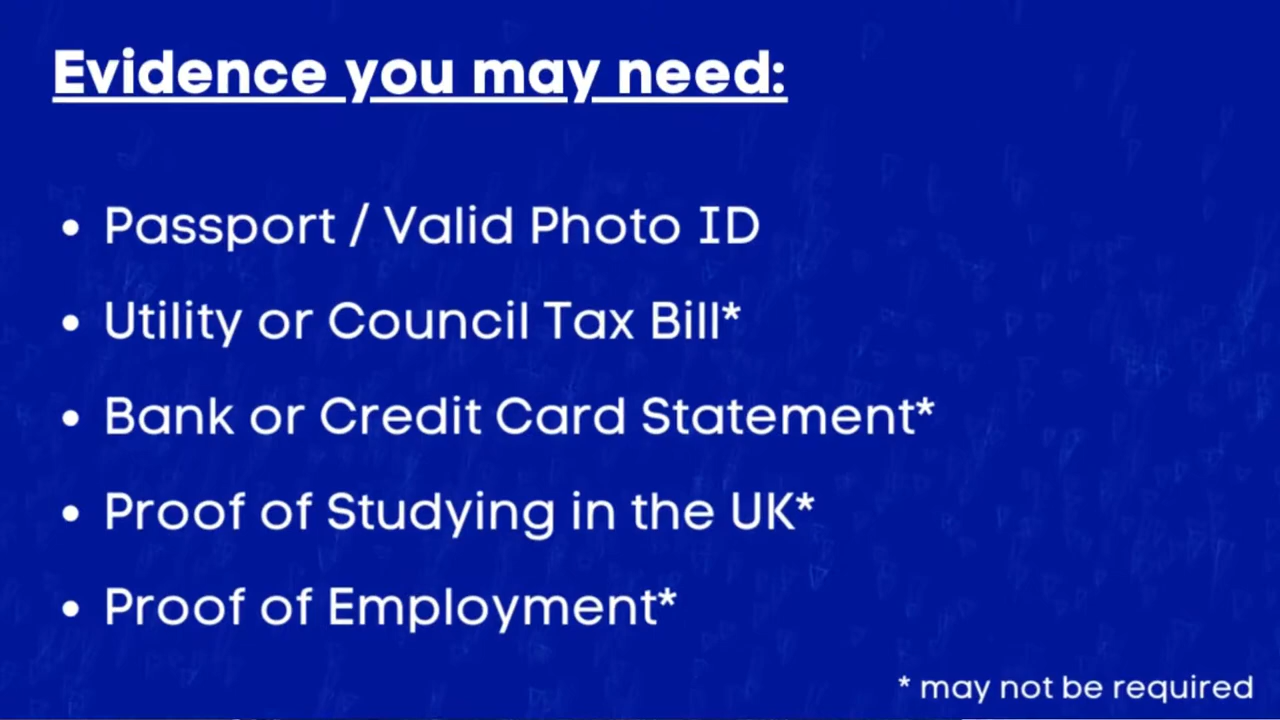 Evidence you may need:
• Passport / Valid Photo ID
• Utility or Council Tax Bill*
• Bank or Credit Card Statement*
• Proof of Studying in the UK*
• Proof of Employment*
* may not be required